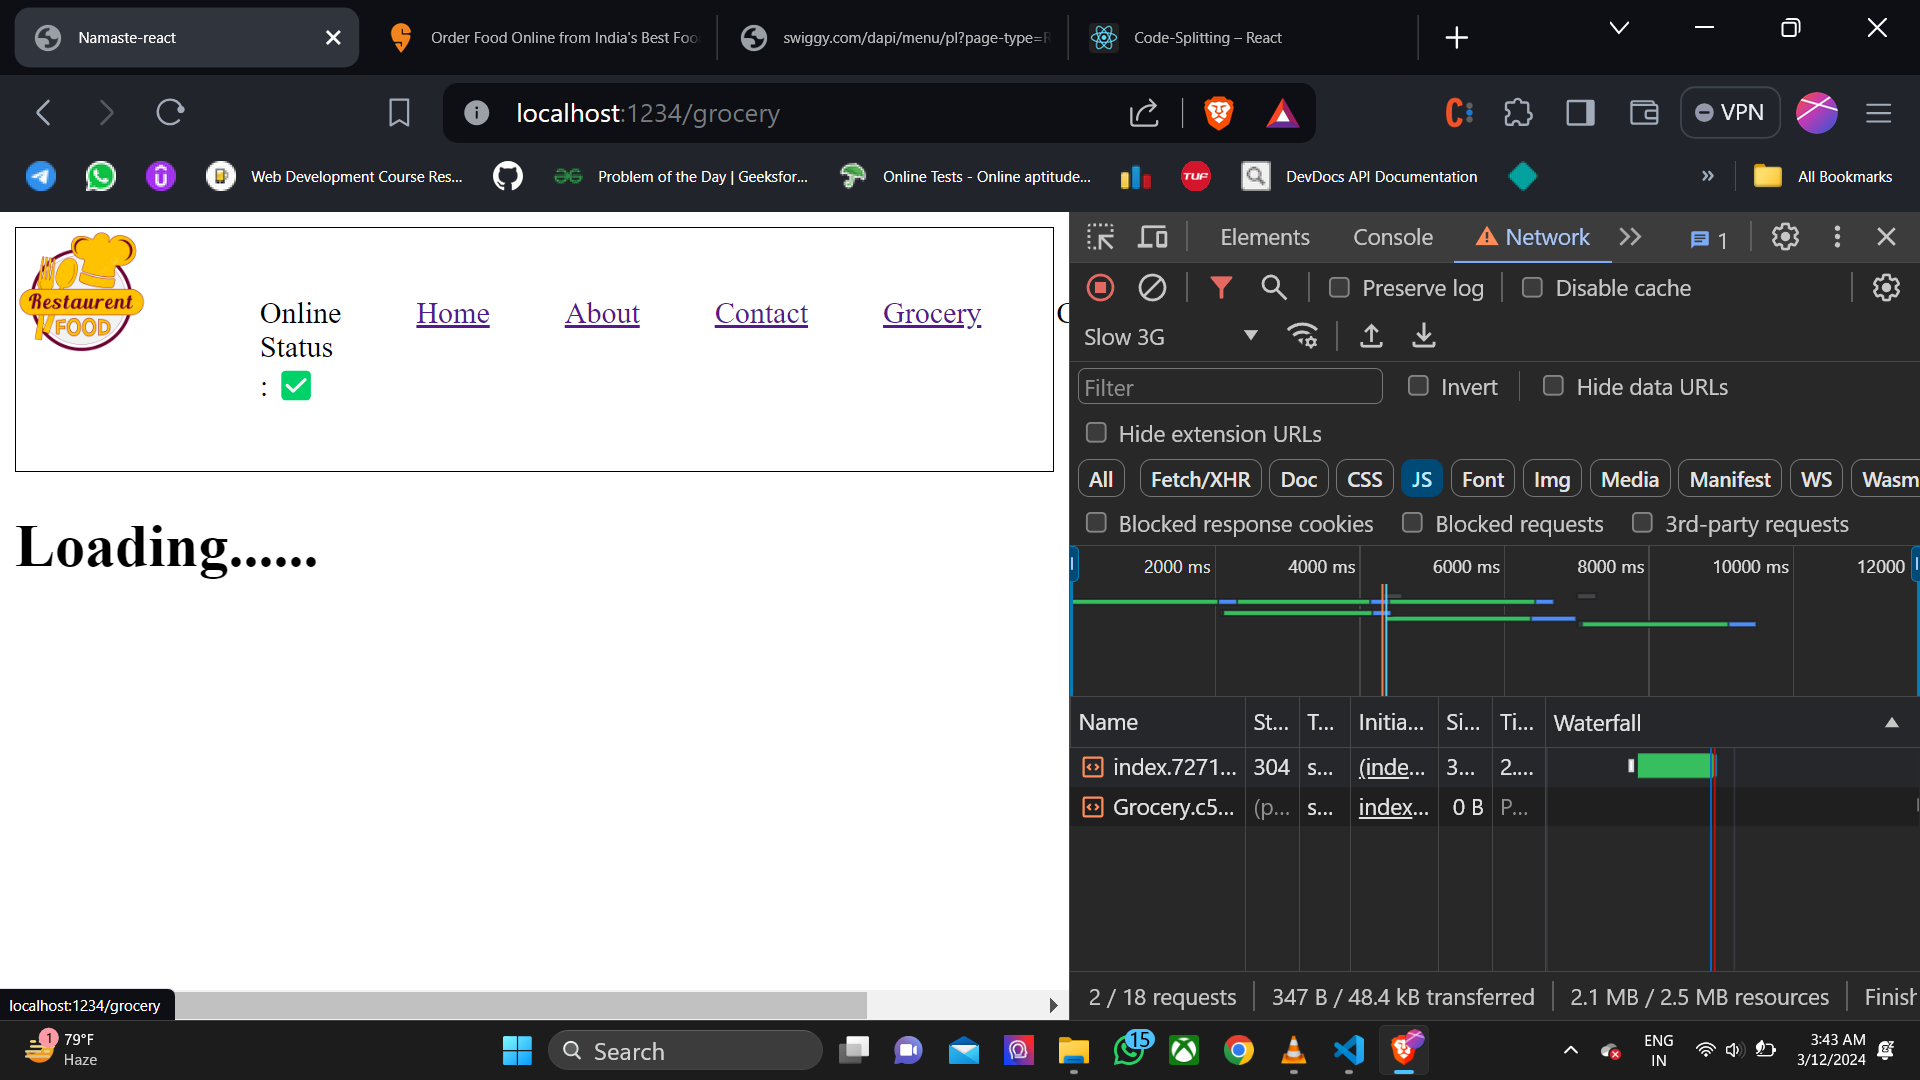 Namaste-react
Order Food Online from India's Best Foo
swiggy.com/dapi/menu/pl?page-type=R
Code-Splitting – React
localhost:1234/grocery
VPN
Web Development Course Res...
Problem of the Day | Geeksfor...
Online Tests - Online aptitude...
TUF
DevDocs API Documentation
»
All Bookmarks
Restaurent
FOOD
Online
Status
:
Home
About
Contact
Grocery
Loading......
localhost:1234/grocery
Elements
Console
Network
1
Preserve log
Disable cache
Slow 3G
Filter
Invert
Hide data URLs
Hide extension URLs
All
Fetch/XHR
Doc
CSS
JS
Font
Img
Media
Manifest
WS
Wasm
Blocked response cookies
Blocked requests
3rd-party requests
2000 ms
4000 ms
6000 ms
8000 ms
10000 ms
12000
Name
St...
T...
Initia...
Si...
Ti...
Waterfall
index.7271... 304 s... (inde... 3... 2....
Grocery.c5... (p... s... index... 0 B P...
2 / 18 requests
347 B / 48.4 kB transferred
2.1 MB / 2.5 MB resources
Finish
1
79°F
Haze
Search
15
ENG
IN
3:43 AM
3/12/2024